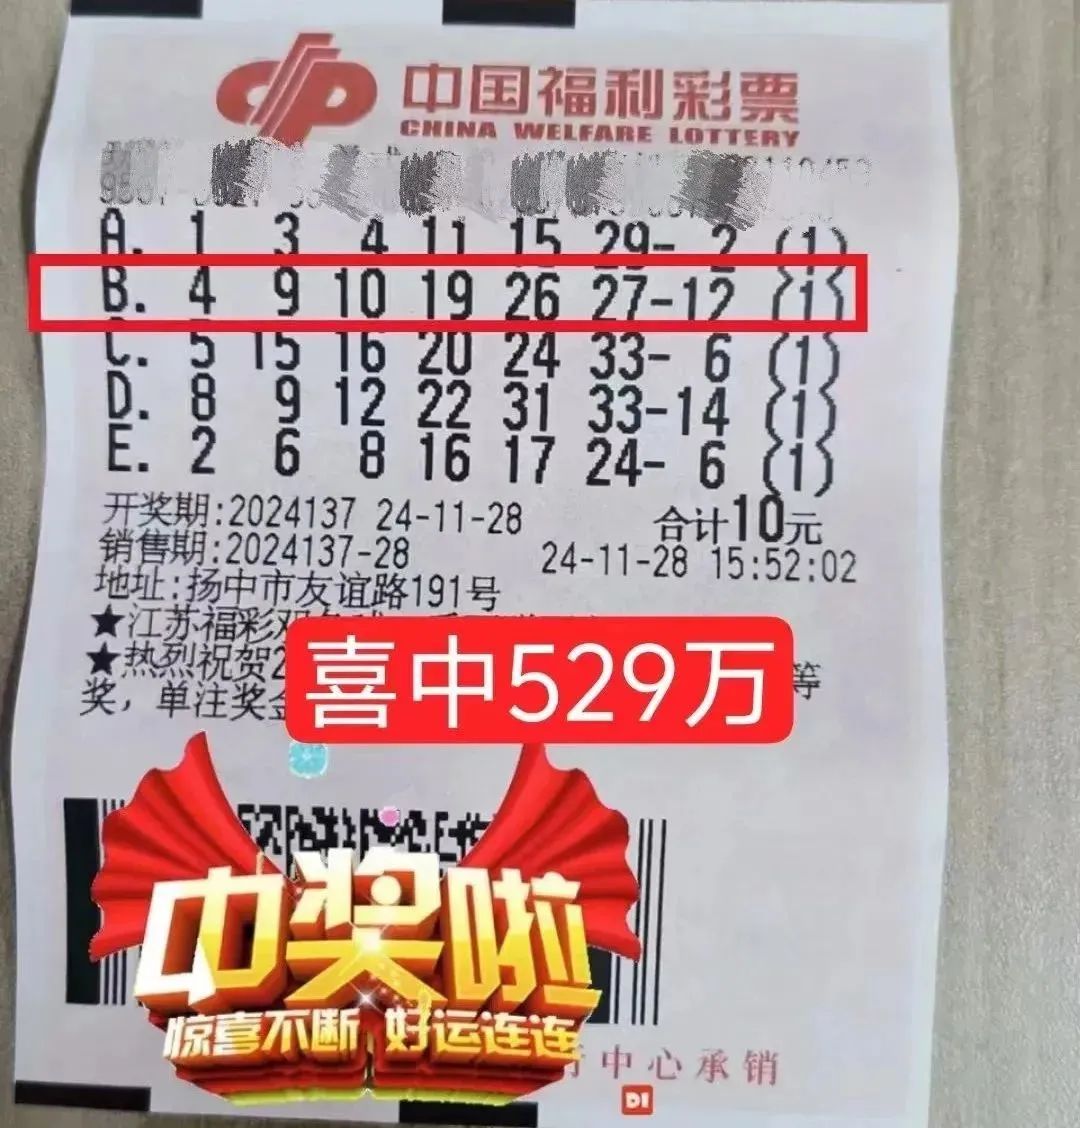 中国福利彩票
CHINA WELFARE LOTTERY
A. 1 3 4 11 15 29- 2 (1)
B. 4 9 10 19 26 27-12 (1)
C. 5 15 16 20 24 33- 6 (1)
D. 8 9 12 22 31 33-14 (1)
E. 2 6 8 16 17 24- 6 (1)
开奖期:2024137 24-11-28 合计10元
销售期:2024137-28 24-11-28 15:52:02
地址:扬中市友谊路191号
★江苏福彩双
★热烈祝贺2 等
奖，单注奖金
喜中529万
中奖啦
惊喜不断 好运连连
中心承销